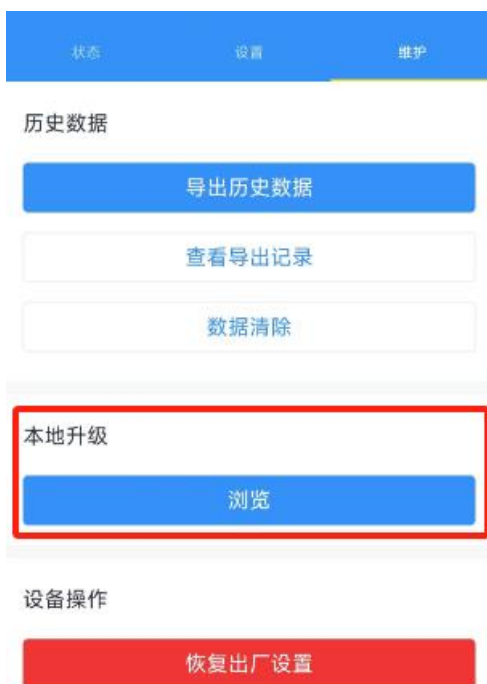 状态 设置 维护
历史数据
导出历史数据
查看导出记录
数据清除
本地升级
浏览
设备操作
恢复出厂设置